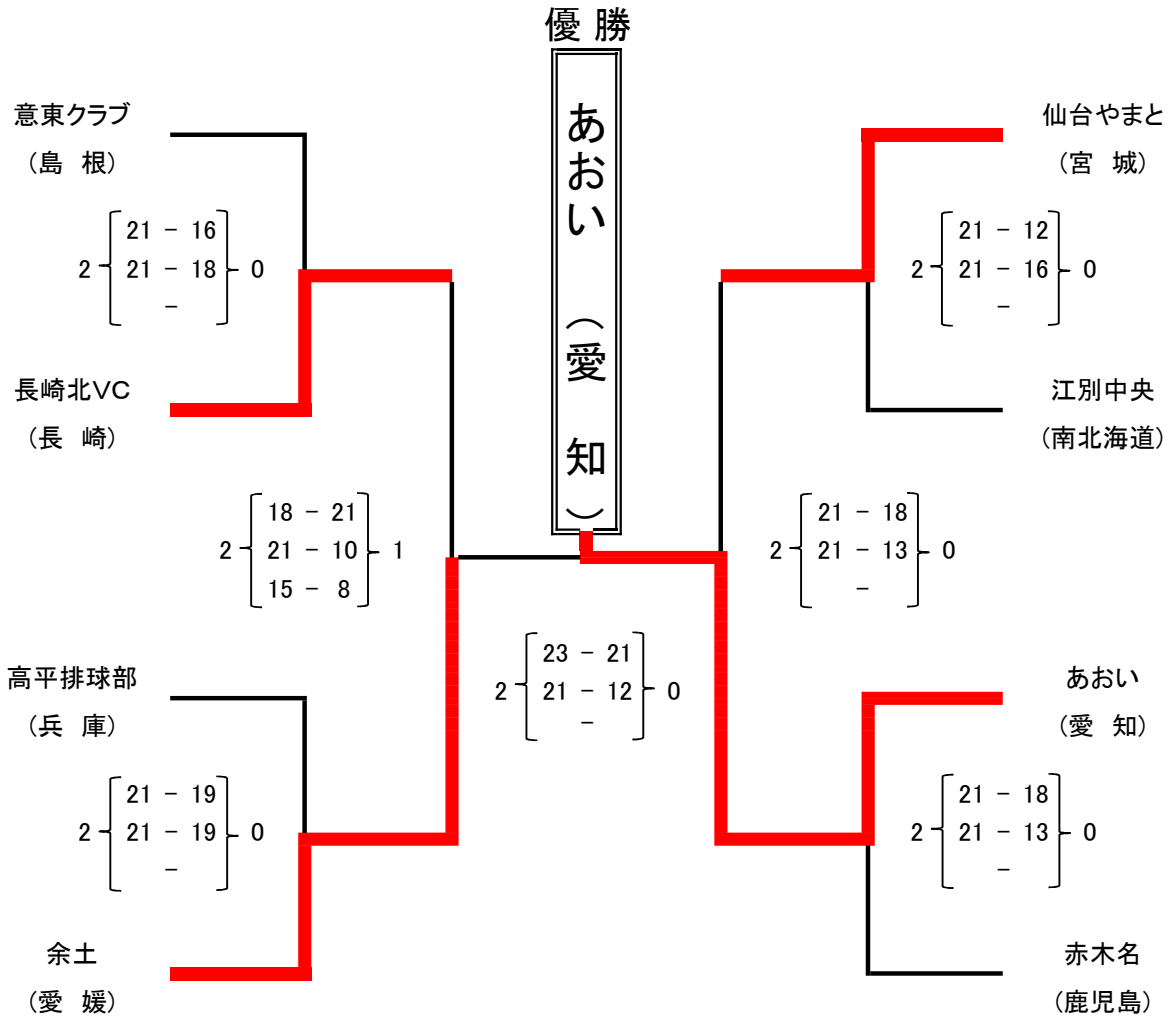 優 勝
あおい （愛 知）
意東クラブ
（島 根）
2 21 － 16 0
21 － 18
－
長崎北VC
（長 崎）
18 － 21
2 21 － 10 1
15 － 8
高平排球部
（兵 庫）
21 － 19
2 21 － 19 0
－
余土
（愛 媛）
23 － 21
2 21 － 12 0
－
仙台やまと
（宮 城）
21 － 12
2 21 － 16 0
－
江別中央
（南北海道）
21 － 18
2 21 － 13 0
－
あおい
（愛 知）
21 － 18
2 21 － 13 0
－
赤木名
（鹿児島）